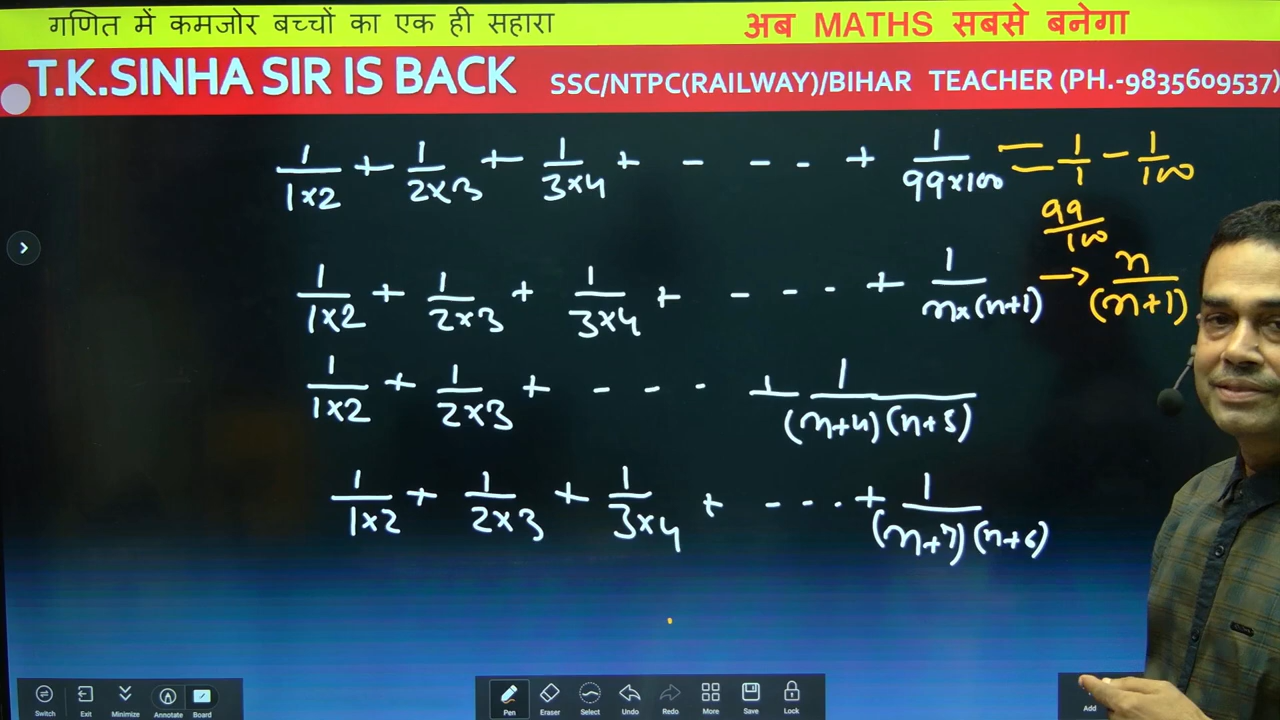 गणित में कमजोर बच्चों का एक ही सहारा अब MATHS सबसे बनेगा
T.K.SINHA SIR IS BACK SSC/NTPC(RAILWAY)/BIHAR TEACHER (PH.-9835609537)
1/1×2 + 1/2×3 + 1/3×4 + - - - + 1/99×100 = 1/1 - 1/100
99/100
1/1×2 + 1/2×3 + 1/3×4 + - - - - + 1/n×(n+1) → n/(n+1)
1/1×2 + 1/2×3 + - - - + 1/(n+4)(n+5)
1/1×2 + 1/2×3 + 1/3×4 + - - - + 1/(n+7)(n+6)
Switch Exit Minimize Annotate Board Pen Eraser Select Undo Redo More Save Lock Add